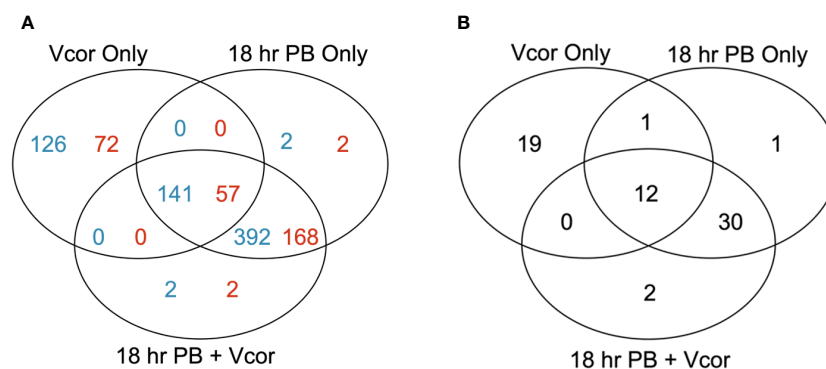 A
B
Vcor Only
18 hr PB Only
Vcor Only
18 hr PB Only
0 0
1
126 72
2 2
19
1
141 57
12
0 0
392 168
0
30
2 2
2
18 hr PB + Vcor
18 hr PB + Vcor